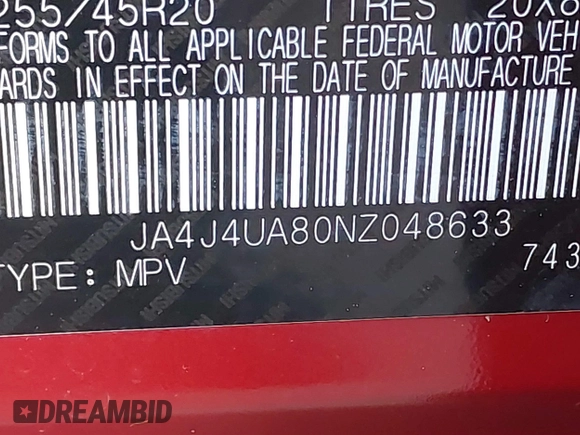 255/45R20 TIRES 20X8
FORMS TO ALL APPLICABLE FEDERAL MOTOR VEH
ARDS IN EFFECT ON THE DATE OF MANUFACTURE
JA4J4UA80NZ048633
TYPE: MPV 743
DREAMBID